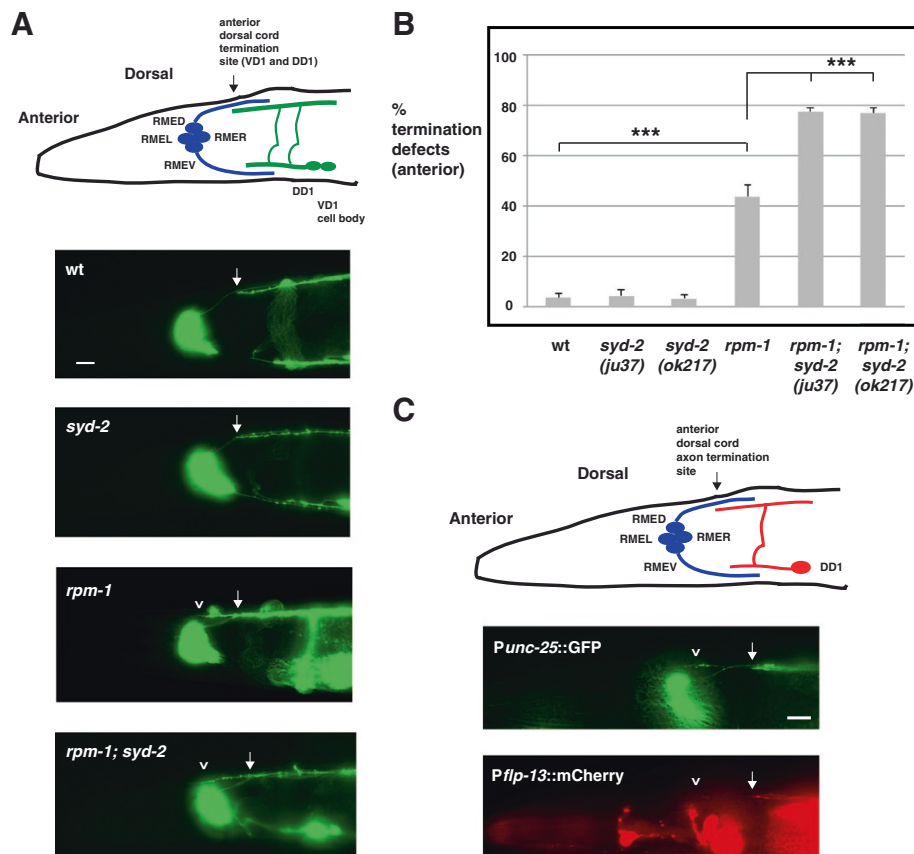 A
anterior
dorsal cord
termination
site (VD1 and DD1)
Dorsal
Anterior
RMED
RMEL
RMER
RMEV
DD1
VD1
cell body
wt
syd-2
v
rpm-1
v
rpm-1; syd-2
B
%
termination
defects
(anterior)
100
80
60
40
20
0
***
***
wt
syd-2
(ju37)
syd-2
(ok217)
rpm-1
rpm-1;
syd-2
(ju37)
rpm-1;
syd-2
(ok217)
C
anterior
dorsal cord
axon termination
site
Dorsal
Anterior
RMED
RMEL
RMER
RMEV
DD1
Punc-25::GFP
v
Pflp-13::mCherry
v